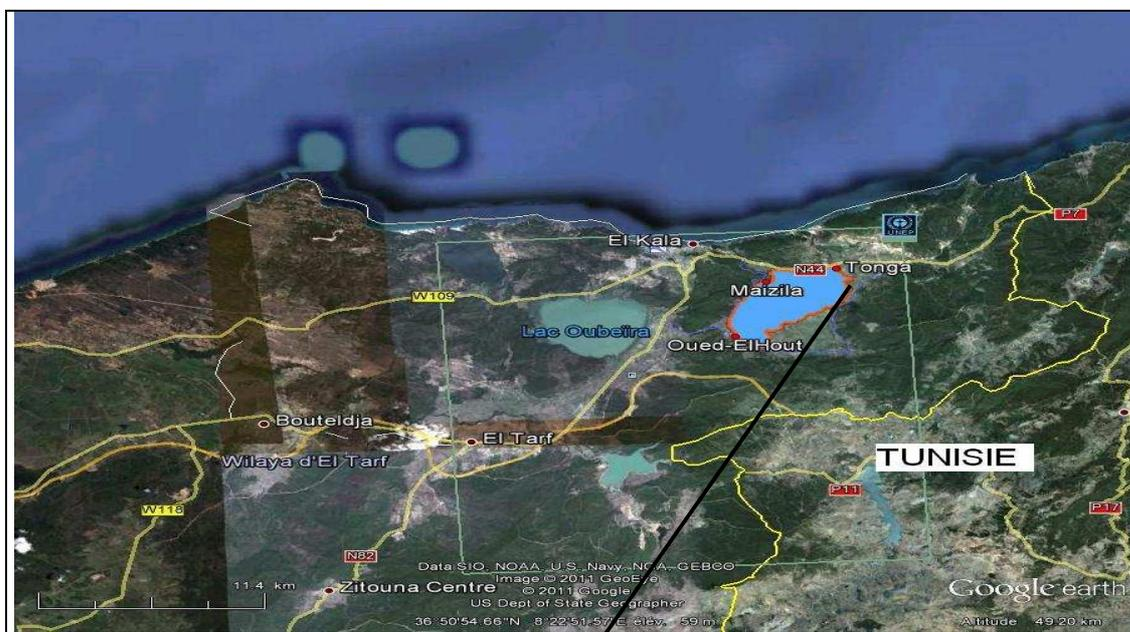 P7
UNEP
El Kala
N44
Tonga
Maizila
W109
Lac Oubeïra
Oued-ElHout
Bouteldja
El Tarf
Wilaya d'El Tarf
TUNISIE
P11
P17
W118
N82
Data SIO, NOAA, U.S. Navy, NGA, GEBCO
Image © 2011 GeoEye
11.4 km
Zitouna Centre
© 2011 Google
Google earth
US Dept of State Geographer
36°50'54.66"N 8°22'51.57"E élév. 59 m
Altitude 49.20 km